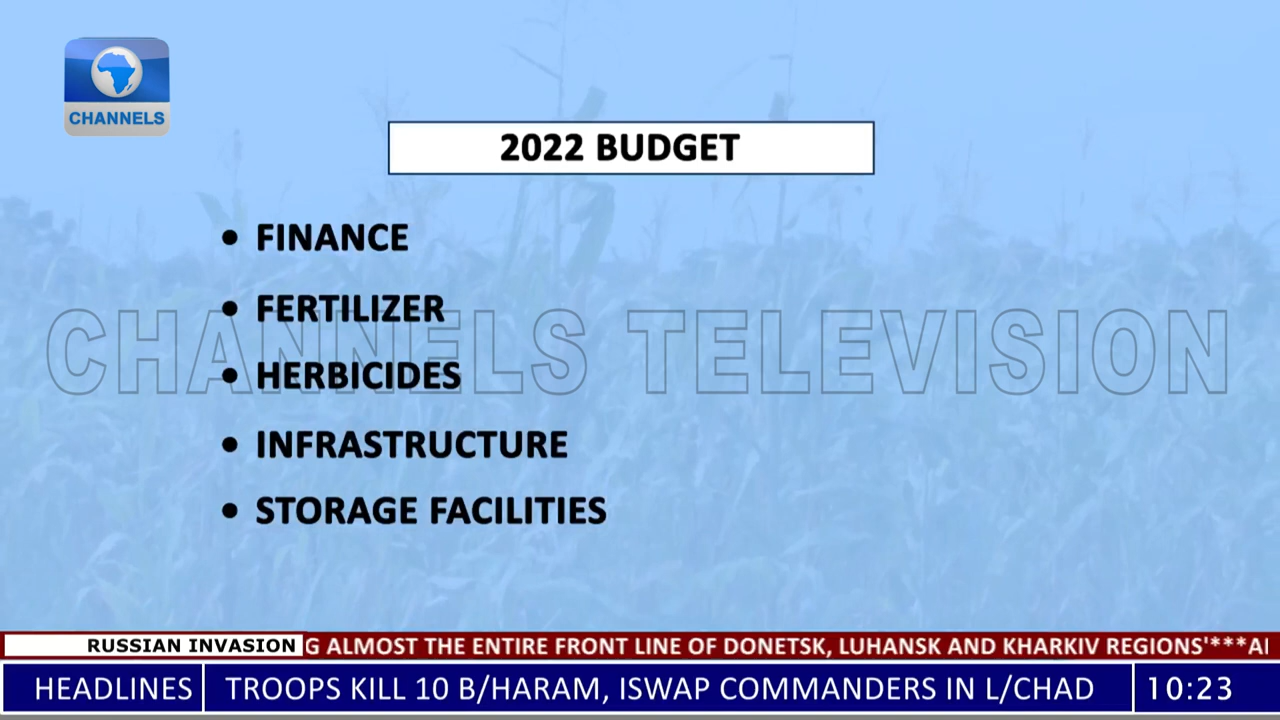 CHANNELS
2022 BUDGET
• FINANCE
• FERTILIZER
CHANNELS TELEVISION
• HERBICIDES
• INFRASTRUCTURE
• STORAGE FACILITIES
RUSSIAN INVASION G ALMOST THE ENTIRE FRONT LINE OF DONETSK, LUHANSK AND KHARKIV REGIONS'***
HEADLINES TROOPS KILL 10 B/HARAM, ISWAP COMMANDERS IN L/CHAD 10:23